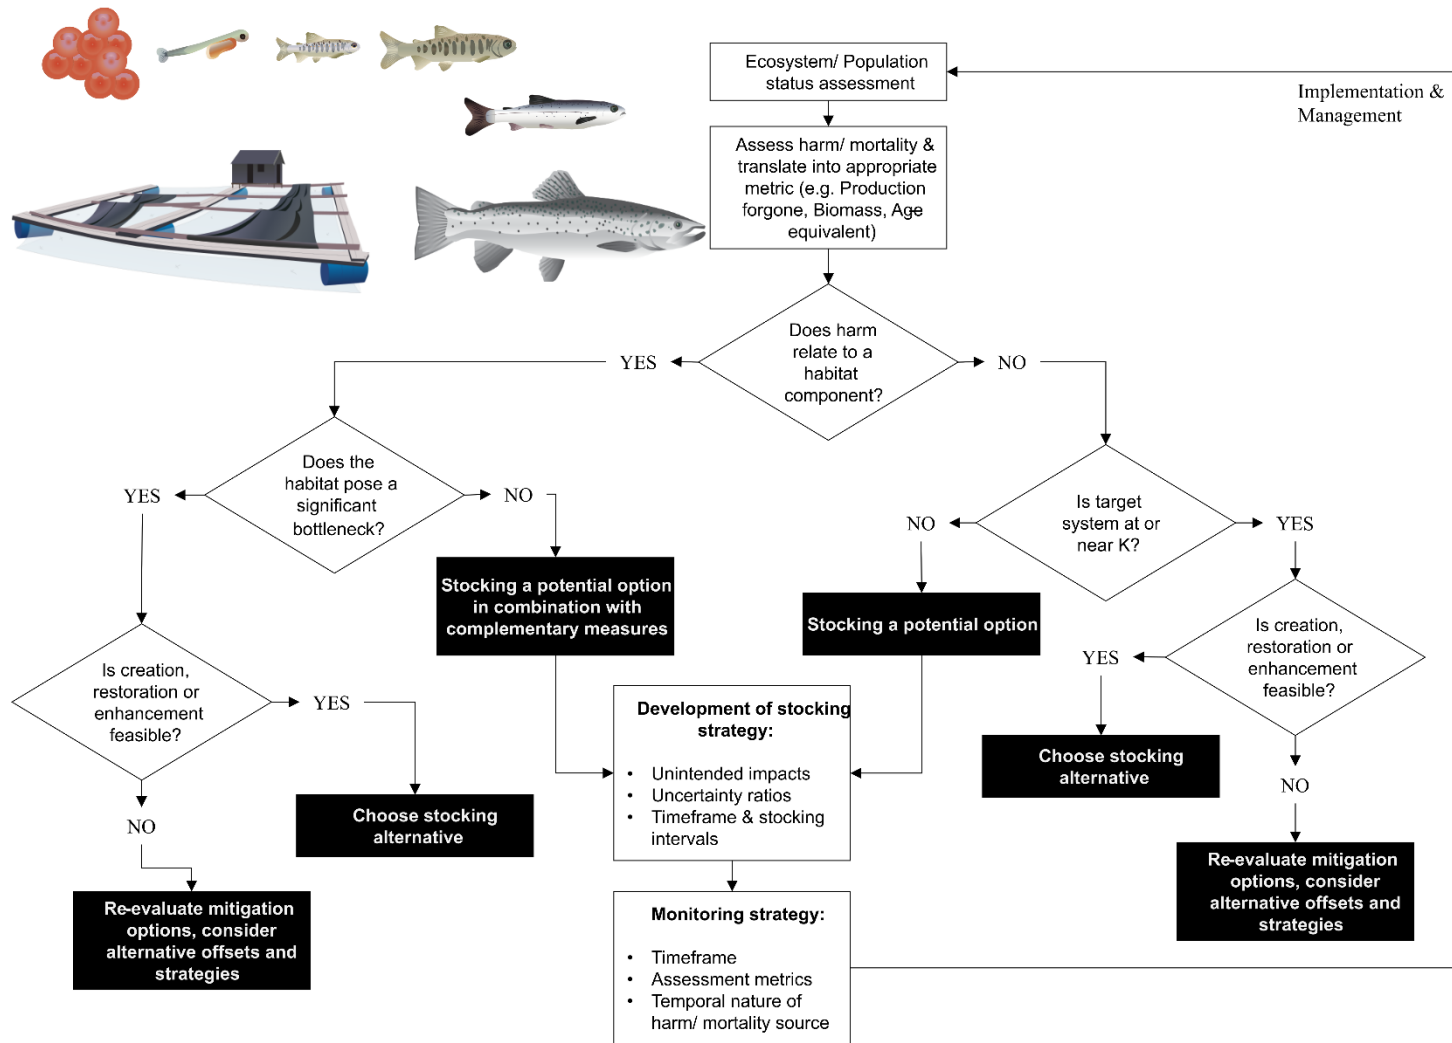 Ecosystem/ Population
status assessment
Implementation &
Management
Assess harm/ mortality &
translate into appropriate
metric (e.g. Production
forgone, Biomass, Age
equivalent)
Does harm
relate to a
habitat
component?
YES
NO
Does the
habitat pose a
significant
bottleneck?
YES
NO
Is target
system at or
near K?
NO
YES
Stocking a potential option
in combination with
complementary measures
Stocking a potential option
Is creation,
restoration or
enhancement
feasible?
YES
NO
Is creation,
restoration or
enhancement
feasible?
YES
NO
Choose stocking
alternative
Choose stocking
alternative
Re-evaluate mitigation
options, consider
alternative offsets and
strategies
Re-evaluate mitigation
options, consider
alternative offsets and
strategies
Development of stocking
strategy:
• Unintended impacts
• Uncertainty ratios
• Timeframe & stocking
intervals
Monitoring strategy:
• Timeframe
• Assessment metrics
• Temporal nature of
harm/ mortality source